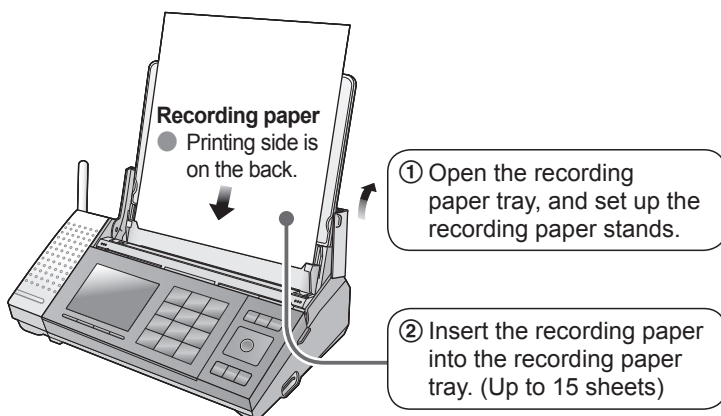 Recording paper
● Printing side is
on the back.
① Open the recording
paper tray, and set up the
recording paper stands.
② Insert the recording paper
into the recording paper
tray. (Up to 15 sheets)